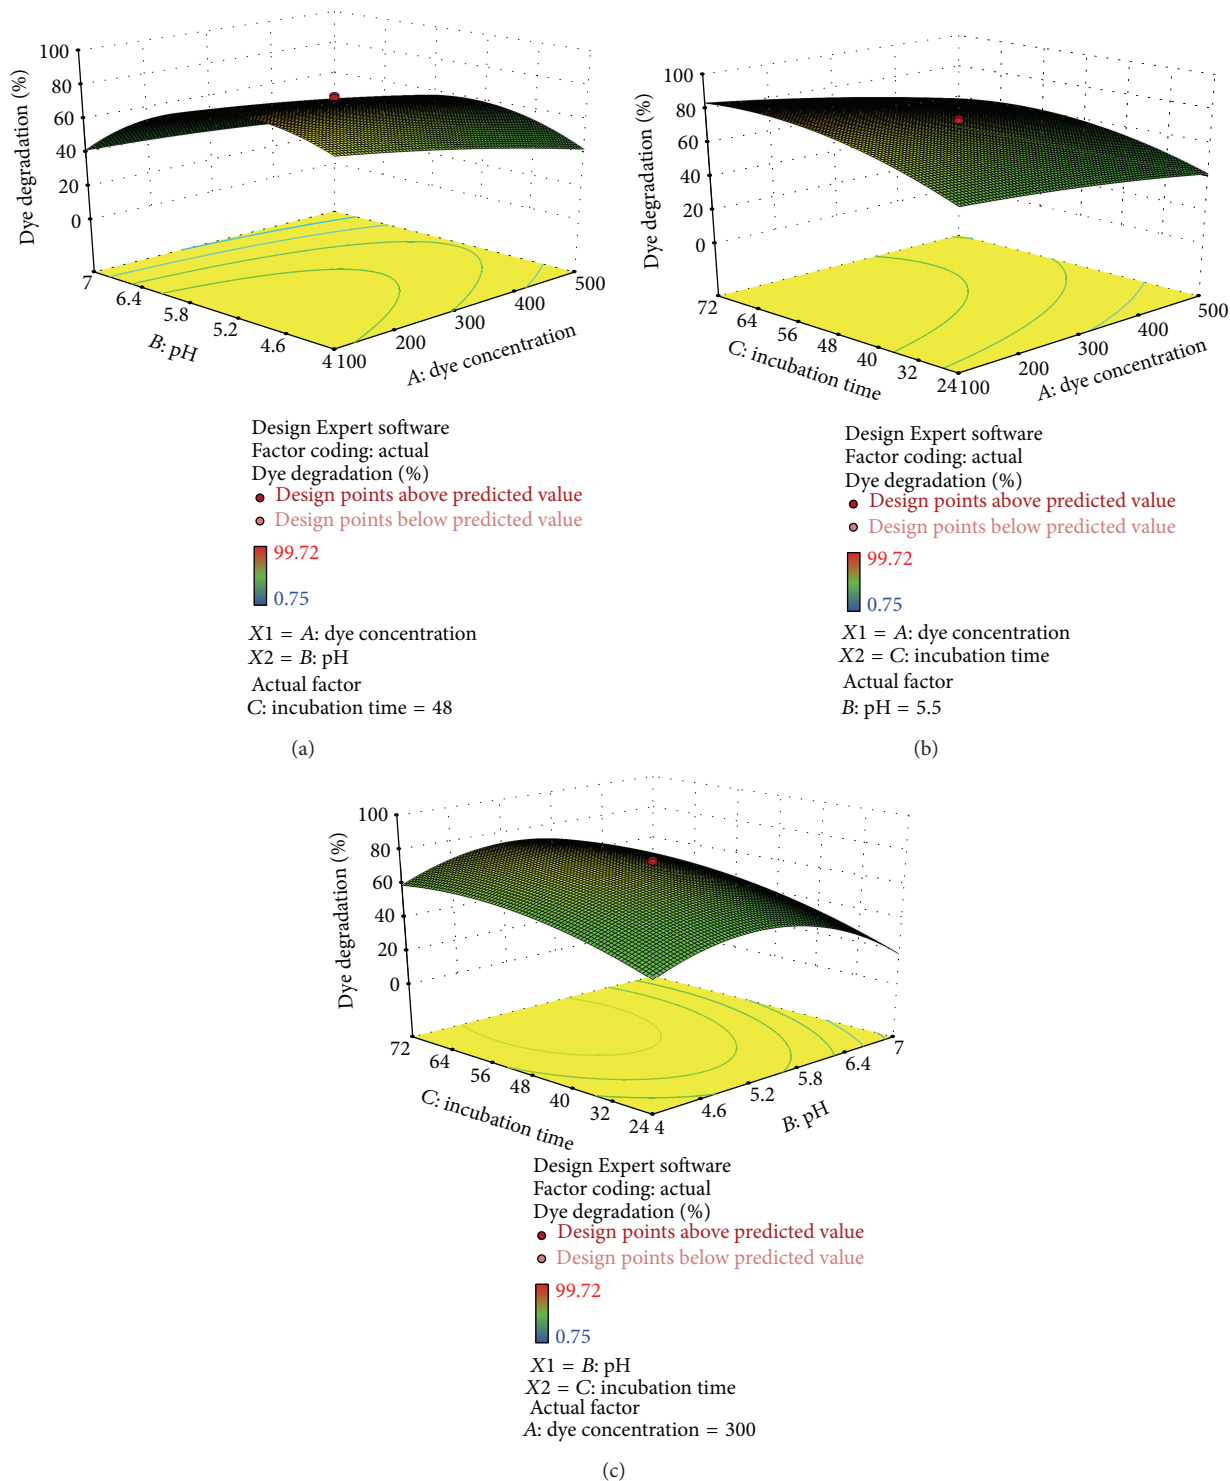 100
80
60
40
20
0
Dye degradation (%)
7
6.4
5.8
5.2
4.6
4
B: pH
100
200
300
400
500
A: dye concentration
Design Expert software
Factor coding: actual
Dye degradation (%)
Design points above predicted value
Design points below predicted value
99.72
0.75
X1 = A: dye concentration
X2 = B: pH
Actual factor
C: incubation time = 48
(a)
100
80
60
40
20
0
Dye degradation (%)
72
64
56
48
40
32
24
C: incubation time
100
200
300
400
500
A: dye concentration
Design Expert software
Factor coding: actual
Dye degradation (%)
Design points above predicted value
Design points below predicted value
99.72
0.75
X1 = A: dye concentration
X2 = C: incubation time
Actual factor
B: pH = 5.5
(b)
100
80
60
40
20
0
Dye degradation (%)
72
64
56
48
40
32
24
C: incubation time
4
4.6
5.2
5.8
6.4
7
B: pH
Design Expert software
Factor coding: actual
Dye degradation (%)
Design points above predicted value
Design points below predicted value
99.72
0.75
X1 = B: pH
X2 = C: incubation time
Actual factor
A: dye concentration = 300
(c)